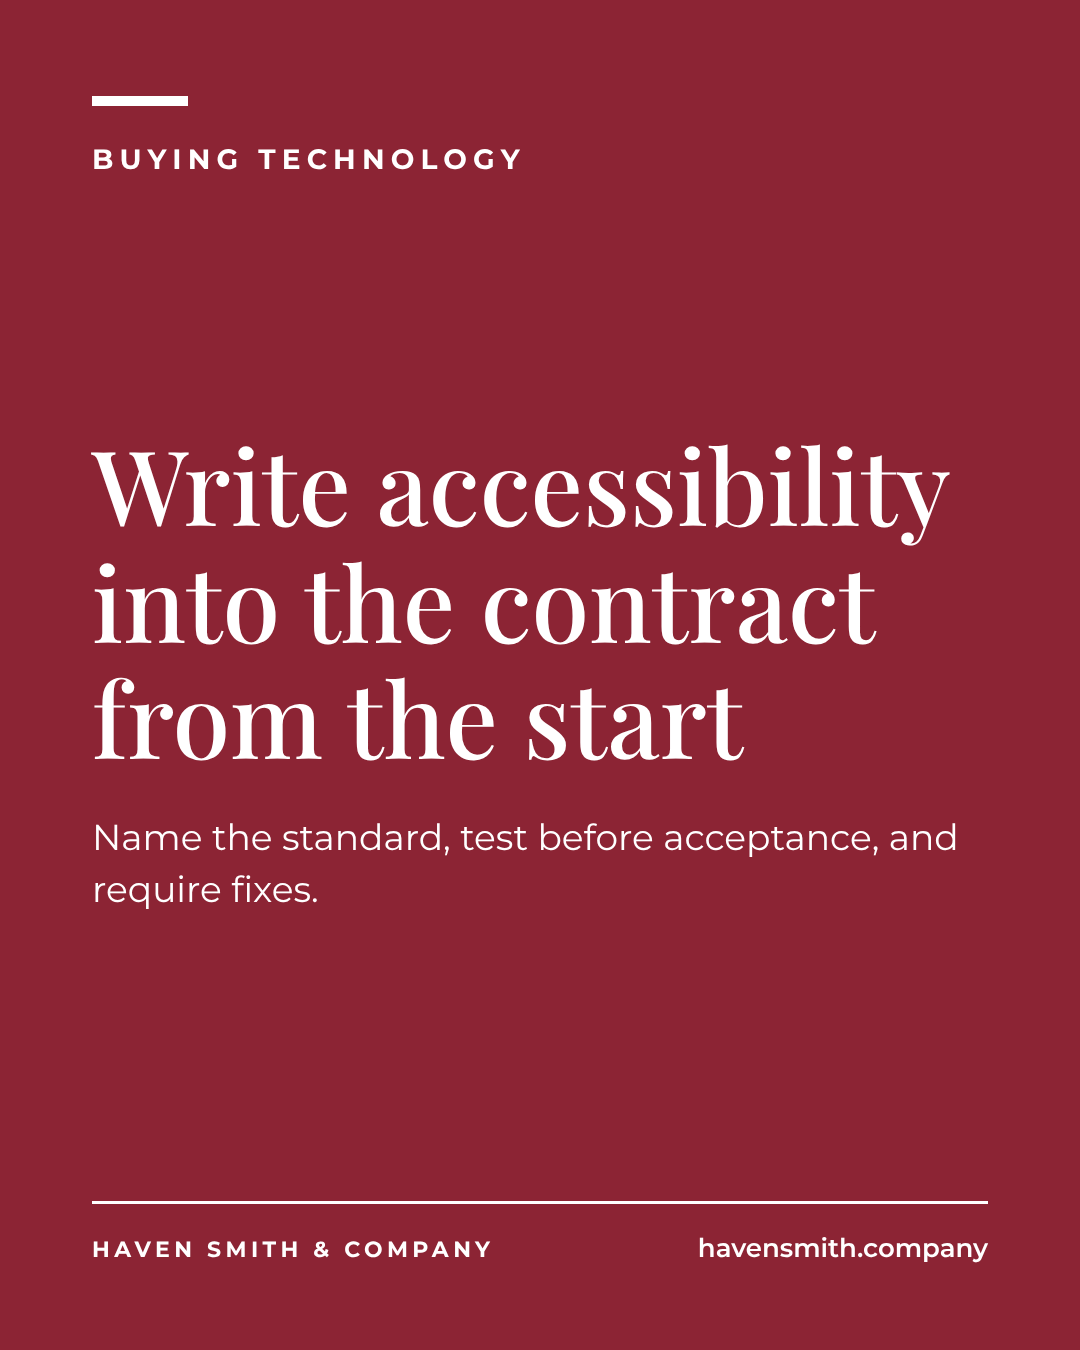 BUYING TECHNOLOGY
Write accessibility
into the contract
from the start
Name the standard, test before acceptance, and
require fixes.
HAVEN SMITH & COMPANY
havensmith.company